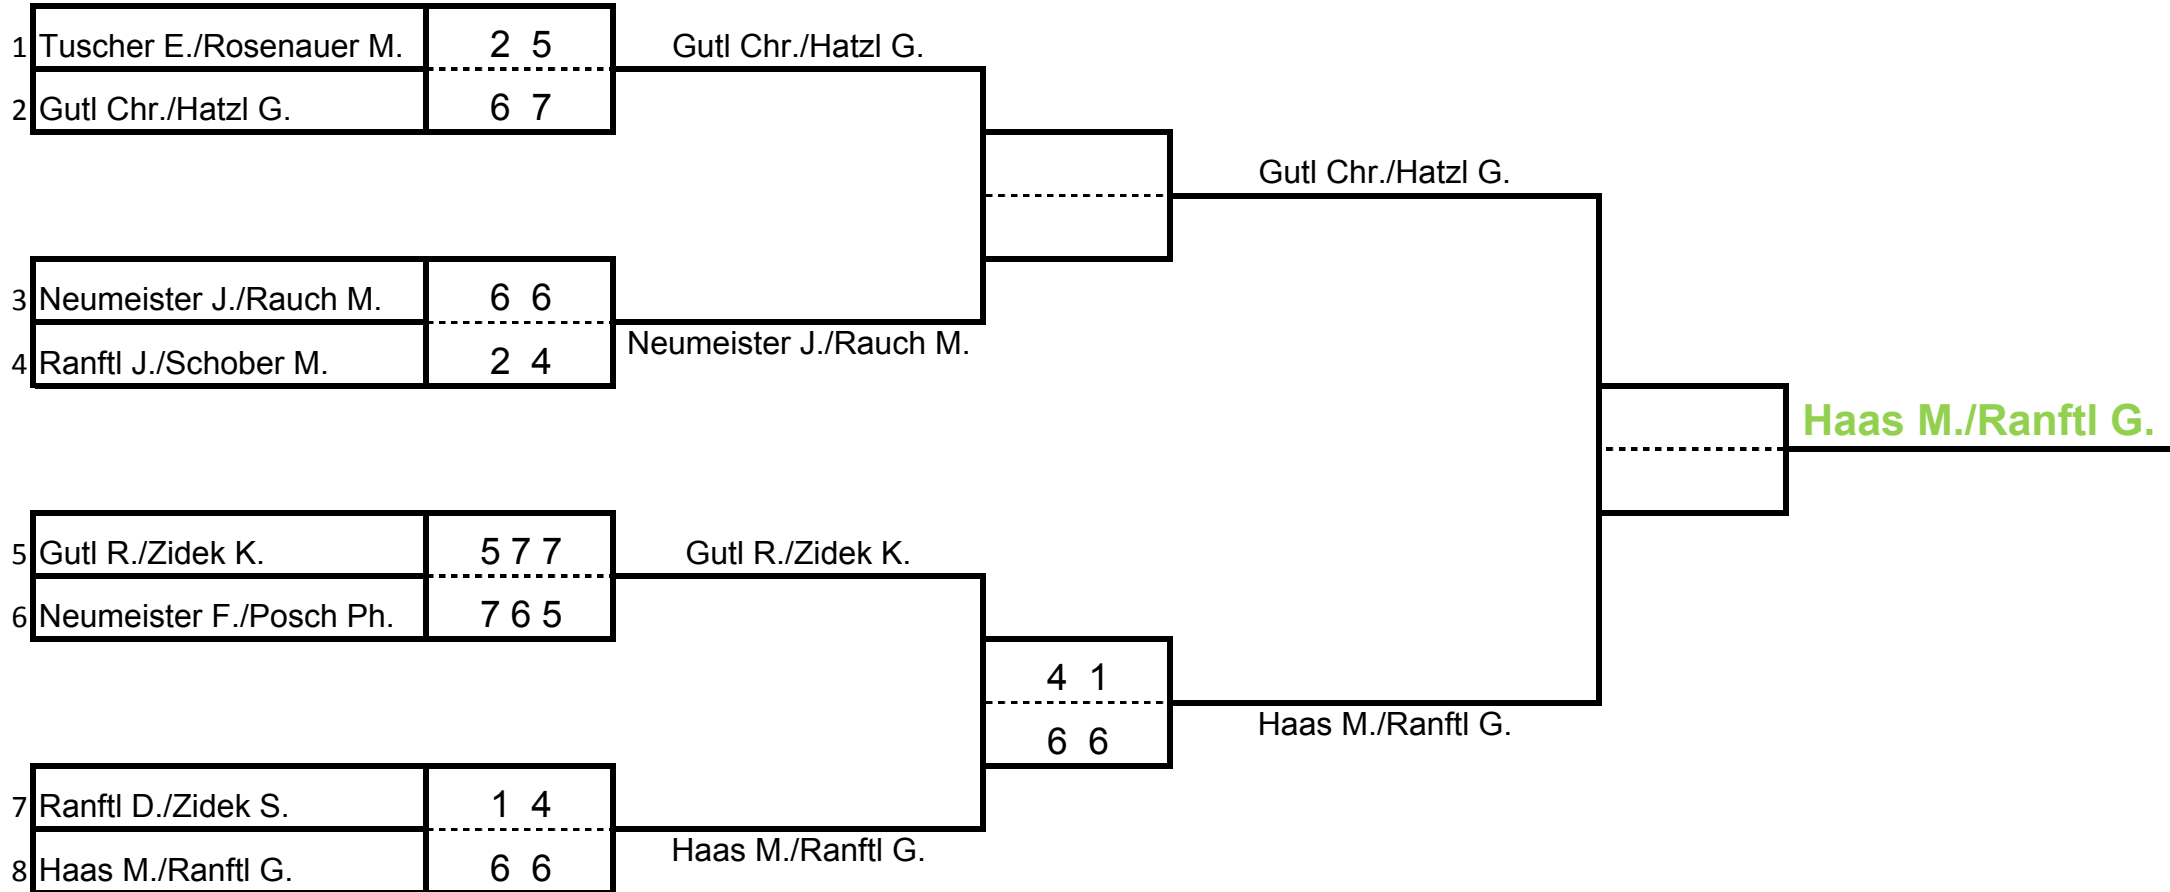 1 Tuscher E./Rosenauer M. 2 5 Gutl Chr./Hatzl G.
2 Gutl Chr./Hatzl G. 6 7
Gutl Chr./Hatzl G.
3 Neumeister J./Rauch M. 6 6
Neumeister J./Rauch M.
4 Ranftl J./Schober M. 2 4
Haas M./Ranftl G.
5 Gutl R./Zidek K. 5 7 7 Gutl R./Zidek K.
6 Neumeister F./Posch Ph. 7 6 5
4 1
Haas M./Ranftl G.
6 6
7 Ranftl D./Zidek S. 1 4
Haas M./Ranftl G.
8 Haas M./Ranftl G. 6 6